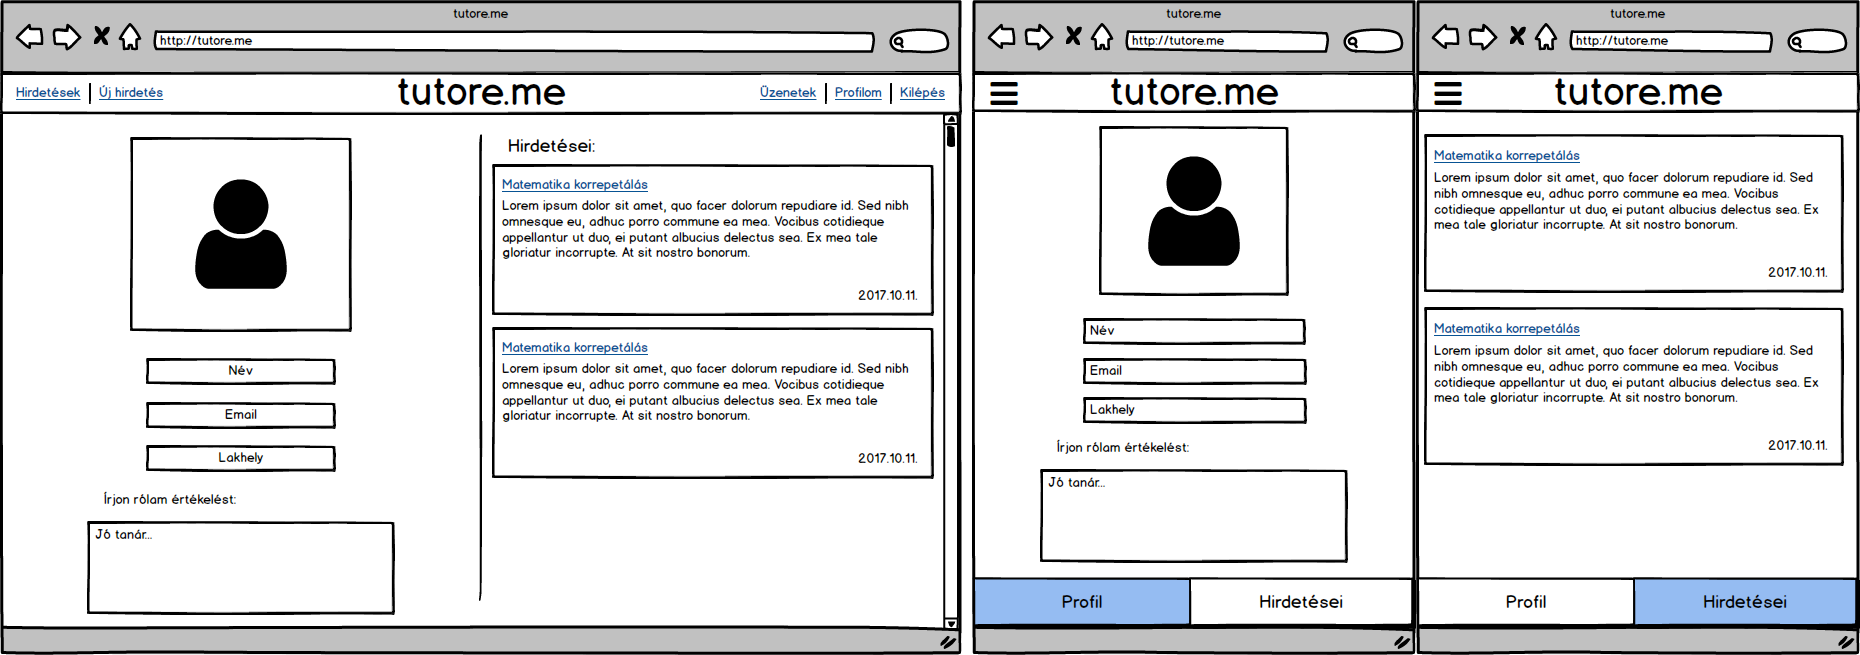 tutore.me
http://tutore.me
Hirdetések
Új hirdetés
tutore.me
Üzenetek
Profilom
Kilépés
Név
Email
Lakhely
Írjon rólam értékelést:
Jó tanár...
Hirdetései:
Matematika korrepetálás
Lorem ipsum dolor sit amet, quo facer dolorum repudiare id. Sed nibh
omnesque eu, adhuc porro commune ea mea. Vocibus cotidieque
appellantur ut duo, ei putant albucius delectus sea. Ex mea tale
gloriatur incorrupte. At sit nostro bonorum.
2017.10.11.
Matematika korrepetálás
Lorem ipsum dolor sit amet, quo facer dolorum repudiare id. Sed nibh
omnesque eu, adhuc porro commune ea mea. Vocibus cotidieque
appellantur ut duo, ei putant albucius delectus sea. Ex mea tale
gloriatur incorrupte. At sit nostro bonorum.
2017.10.11.
tutore.me
http://tutore.me
tutore.me
Név
Email
Lakhely
Írjon rólam értékelést:
Jó tanár...
Profil
Hirdetései
tutore.me
http://tutore.me
tutore.me
Matematika korrepetálás
Lorem ipsum dolor sit amet, quo facer dolorum repudiare id. Sed
nibh omnesque eu, adhuc porro commune ea mea. Vocibus
cotidieque appellantur ut duo, ei putant albucius delectus sea. Ex
mea tale gloriatur incorrupte. At sit nostro bonorum.
2017.10.11.
Matematika korrepetálás
Lorem ipsum dolor sit amet, quo facer dolorum repudiare id. Sed
nibh omnesque eu, adhuc porro commune ea mea. Vocibus
cotidieque appellantur ut duo, ei putant albucius delectus sea. Ex
mea tale gloriatur incorrupte. At sit nostro bonorum.
2017.10.11.
Profil
Hirdetései